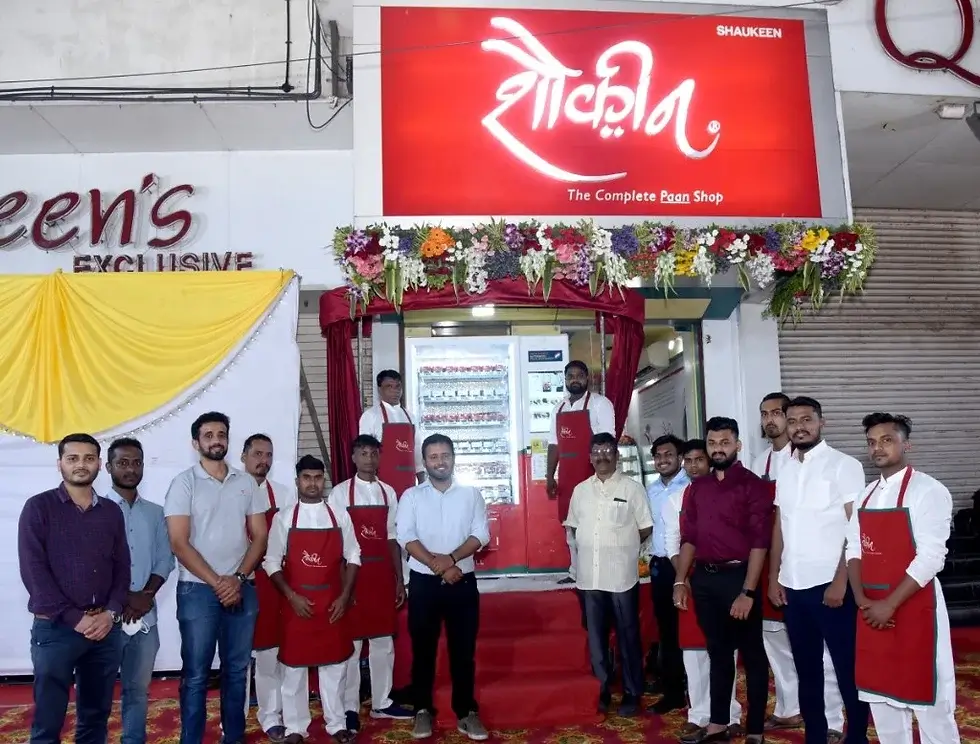 SHAUKEEN
शौक़ीन
The Complete Paan Shop
een's
EXCLUSIVE